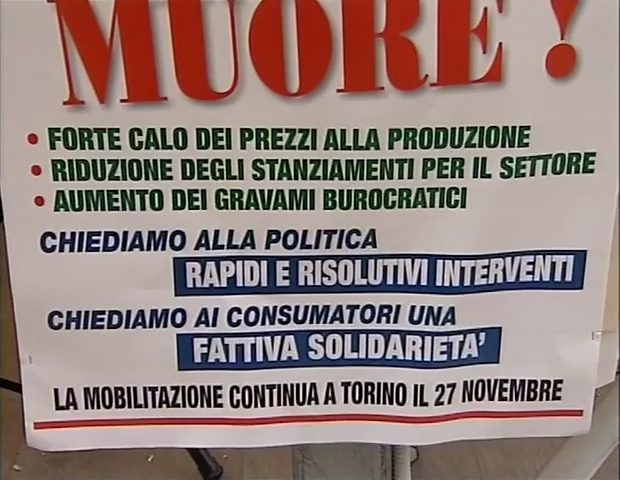 MUORE !
• FORTE CALO DEI PREZZI ALLA PRODUZIONE
• RIDUZIONE DEGLI STANZIAMENTI PER IL SETTORE
• AUMENTO DEI GRAVAMI BUROCRATICI
CHIEDIAMO ALLA POLITICA
RAPIDI E RISOLUTIVI INTERVENTI
CHIEDIAMO AI CONSUMATORI UNA
FATTIVA SOLIDARIETA'
LA MOBILITAZIONE CONTINUA A TORINO IL 27 NOVEMBRE